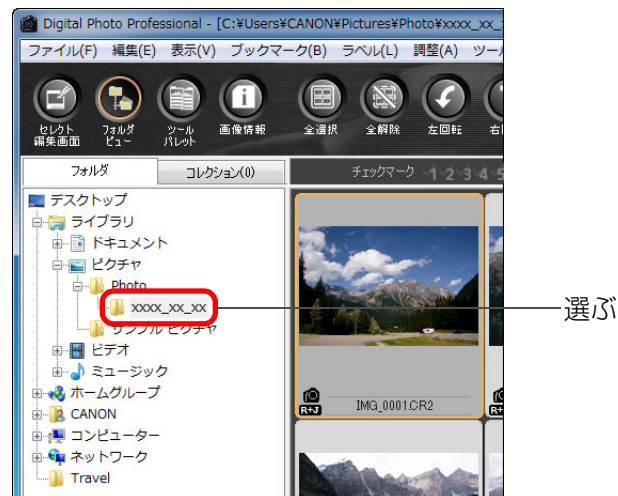 Digital Photo Professional - [C:¥Users¥CANON¥Pictures¥Photo¥xxxx_xx_
ファイル(F) 編集(E) 表示(V) ブックマーク(B) ラベル(L) 調整(A) ツー
セレクト編集画面 フォルダビュー ツールパレット 画像情報 全選択 全解除 左回転 右
フォルダ コレクション(0) チェックマーク 1 2 3 4 5
デスクトップ
ライブラリ
ドキュメント
ピクチャ
Photo
xxxx_xx_xx 選ぶ
サンプル ピクチャ
ビデオ
ミュージック
ホームグループ
R+J IMG_0001.CR2 R+
CANON
コンピューター
ネットワーク
Travel